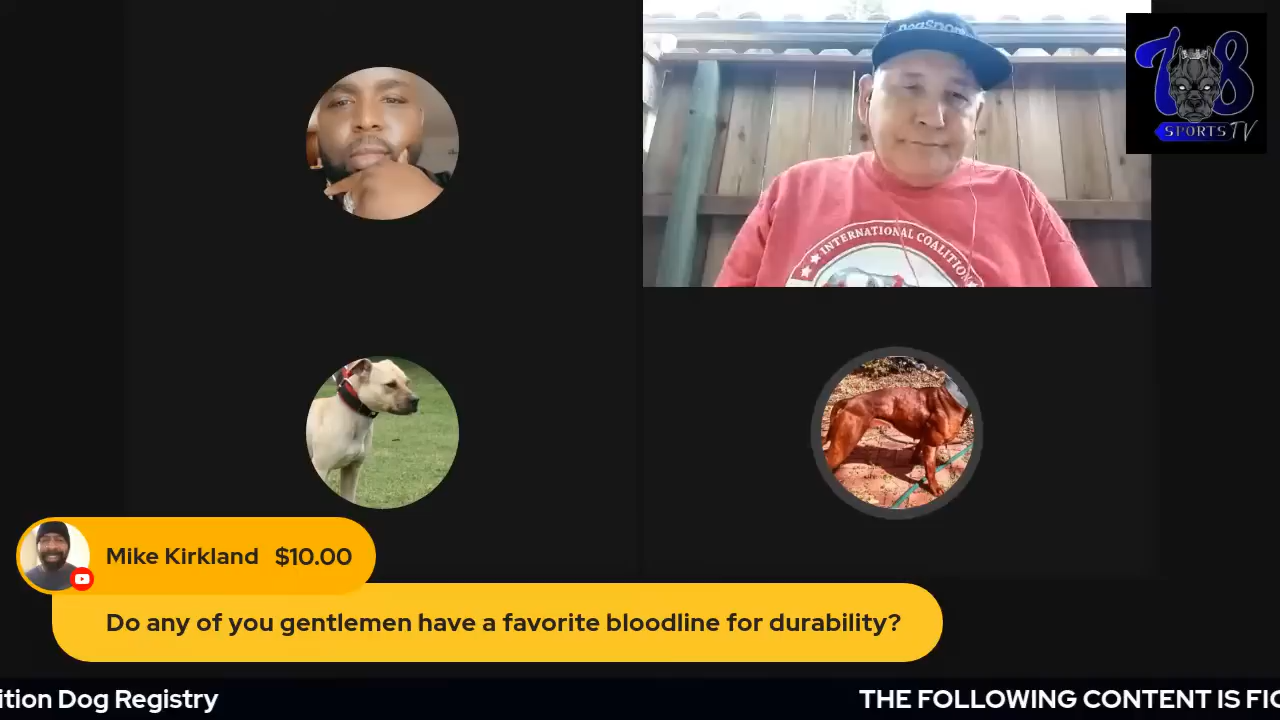 DogSport
78
SPORTS TV
INTERNATIONAL COALITION
Mike Kirkland $10.00
Do any of you gentlemen have a favorite bloodline for durability?
ition Dog Registry THE FOLLOWING CONTENT IS FIC